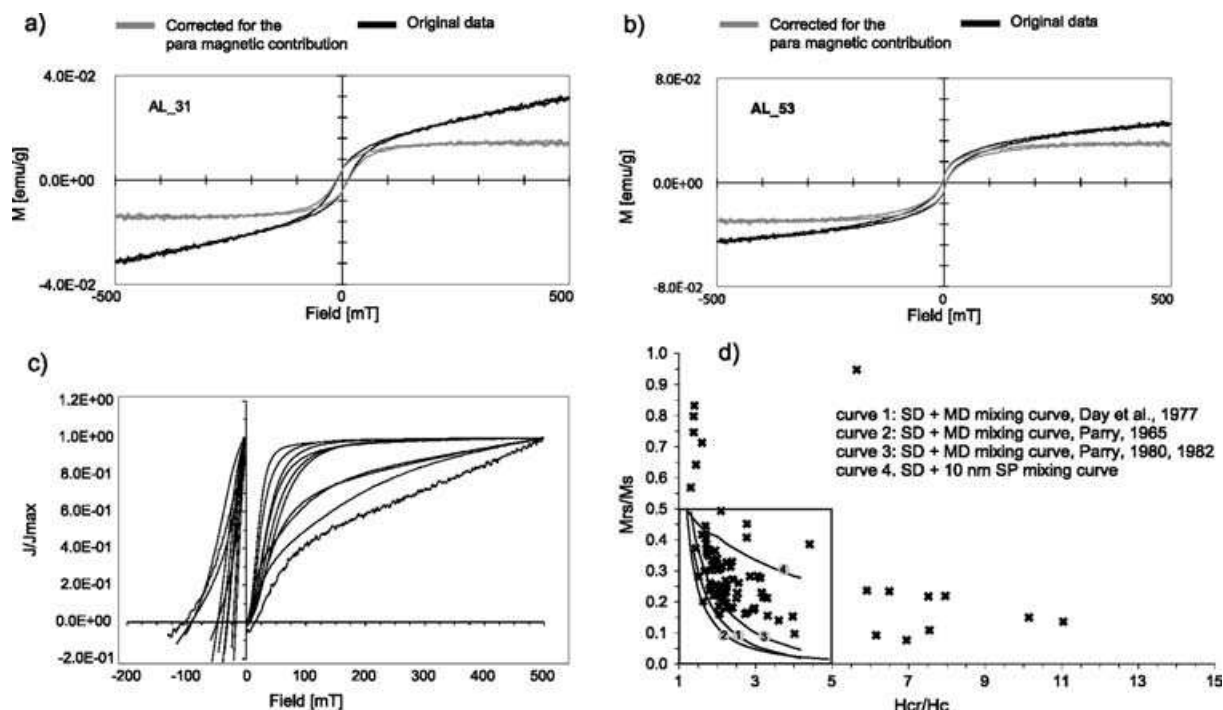 a)
Corrected for the
para magnetic contribution
Original data
4.0E-02
AL_31
M [emu/g]
0.0E+00
-4.0E-02
-500
0
500
Field [mT]
b)
Corrected for the
para magnetic contribution
Original data
8.0E-02
AL_53
M [emu/g]
0.0E+00
-8.0E-02
-500
0
500
Field [mT]
c)
1.2E+00
1.0E+00
8.0E-01
6.0E-01
4.0E-01
2.0E-01
0.0E+00
-2.0E-01
J/Jmax
-200
-100
0
100
200
300
400
500
Field [mT]
d)
1.0
0.9
0.8
0.7
0.6
0.5
0.4
0.3
0.2
0.1
0.0
Mrs/Ms
curve 1: SD + MD mixing curve, Day et al., 1977
curve 2: SD + MD mixing curve, Parry, 1965
curve 3: SD + MD mixing curve, Parry, 1980, 1982
curve 4. SD + 10 nm SP mixing curve
4
2
1
3
1
3
5
7
9
11
13
15
Hcr/Hc